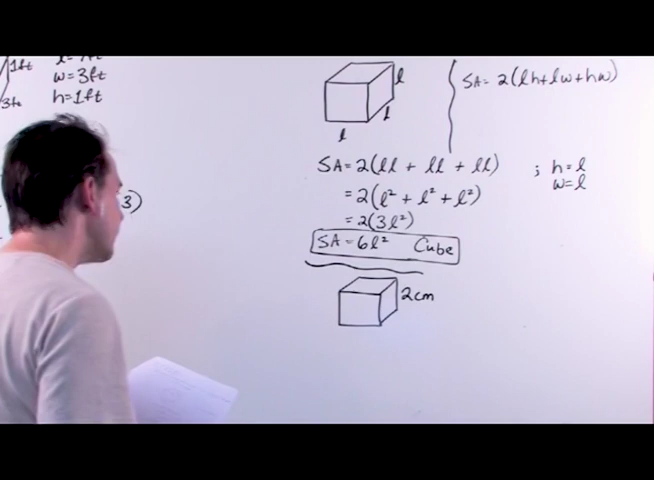 1ft
l=7ft
w=3ft
h=1ft
3ft
3)
l
l
l
SA=2(lh+lw+hw)
SA=2(ll + ll + ll) ; h=l
w=l
=2(l²+l²+l²)
=2(3l²)
SA=6l² Cube
2cm